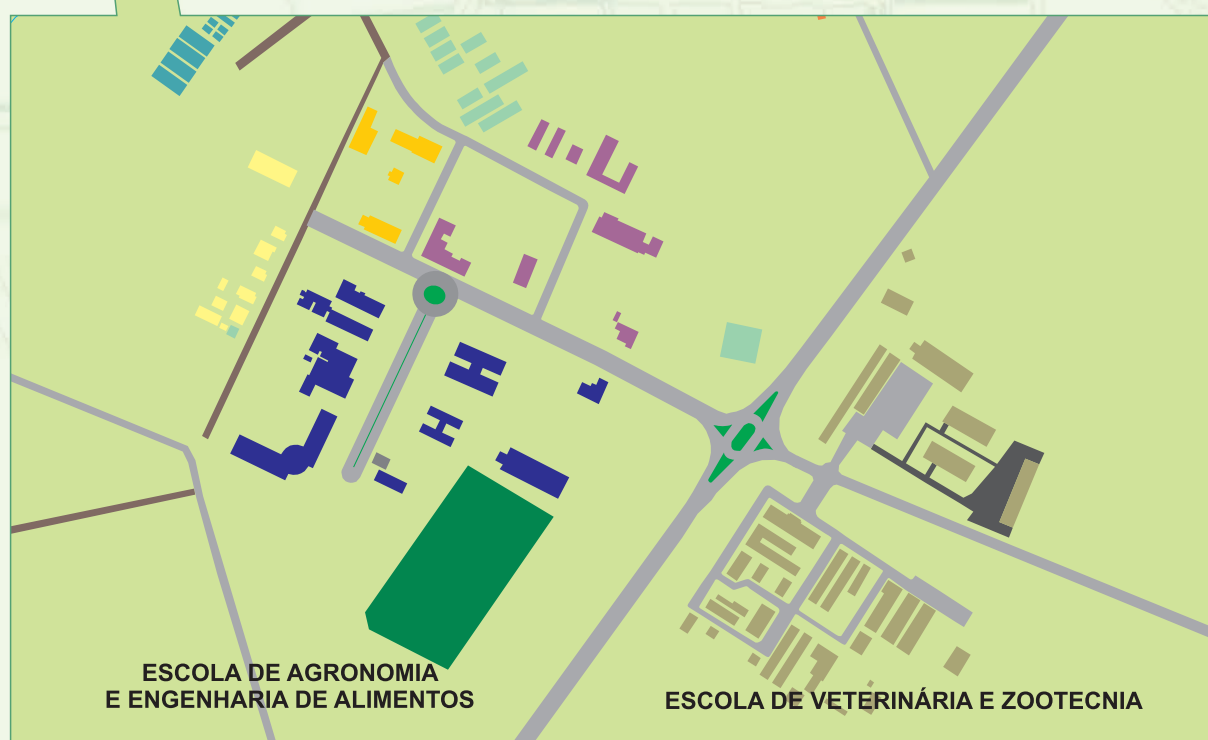 ESCOLA DE AGRONOMIA
E ENGENHARIA DE ALIMENTOS
ESCOLA DE VETERINÁRIA E ZOOTECNIA